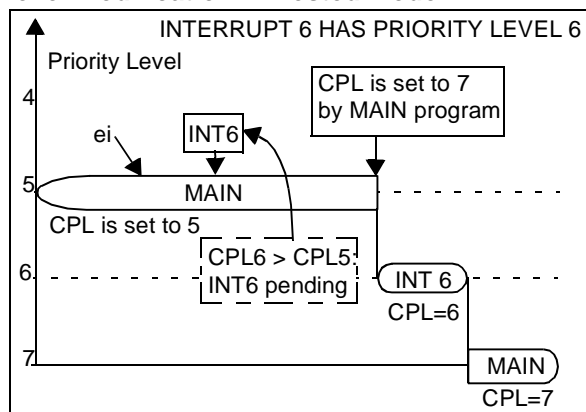 INTERRUPT 6 HAS PRIORITY LEVEL 6
Priority Level
CPL is set to 7
by MAIN program
4
ei
INT6
5
MAIN
CPL is set to 5
CPL6 > CPL5:
INT6 pending
6
INT 6
CPL=6
7
MAIN
CPL=7